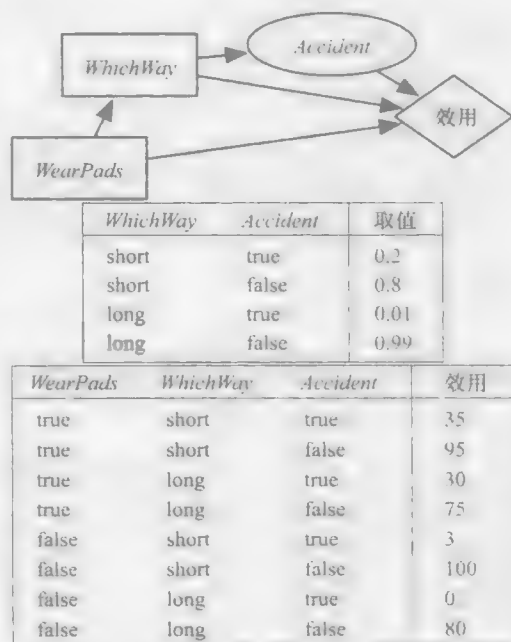 Accident
WhichWay
效用
WearPads
WhichWay Accident 取值
short true 0.2
short false 0.8
long true 0.01
long false 0.99
WearPads WhichWay Accident 效用
true short true 35
true short false 95
true long true 30
true long false 75
false short true 3
false short false 100
false long true 0
false long false 80